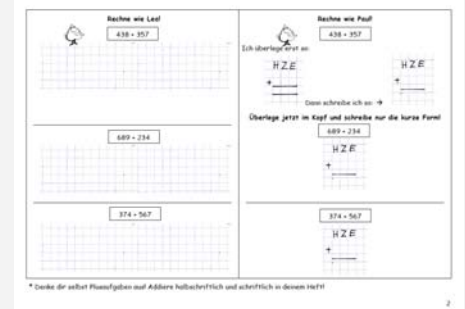 Rechne wie Lea!
438 + 357
Rechne wie Paul!
438 + 357
Ich überlege erst so:
H Z E
+
H Z E
+
Dann schreibe ich so: →
Überlege jetzt im Kopf und schreibe nur die kurze Form!
689 + 234
689 + 234
H Z E
+
374 + 567
374 + 567
H Z E
+
* Denke dir selbst Plusaufgaben aus! Addiere halbschriftlich und schriftlich in deinem Heft!
2